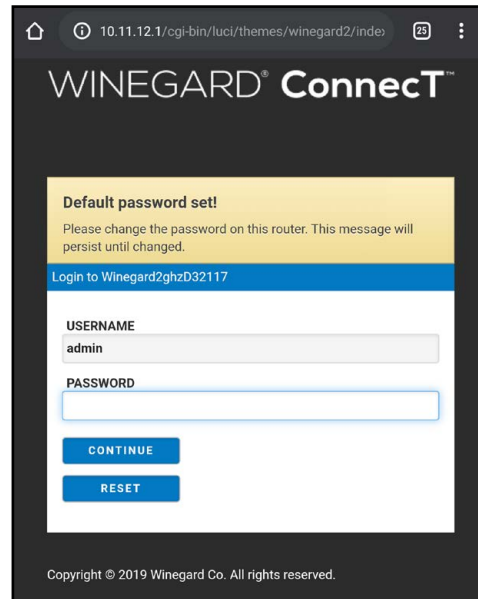 10.11.12.1/cgi-bin/luci/themes/winegard2/index
25
WINEGARD® ConnecT™
Default password set!
Please change the password on this router. This message will
persist until changed.
Login to Winegard2ghzD32117
USERNAME
admin
PASSWORD
CONTINUE
RESET
Copyright © 2019 Winegard Co. All rights reserved.